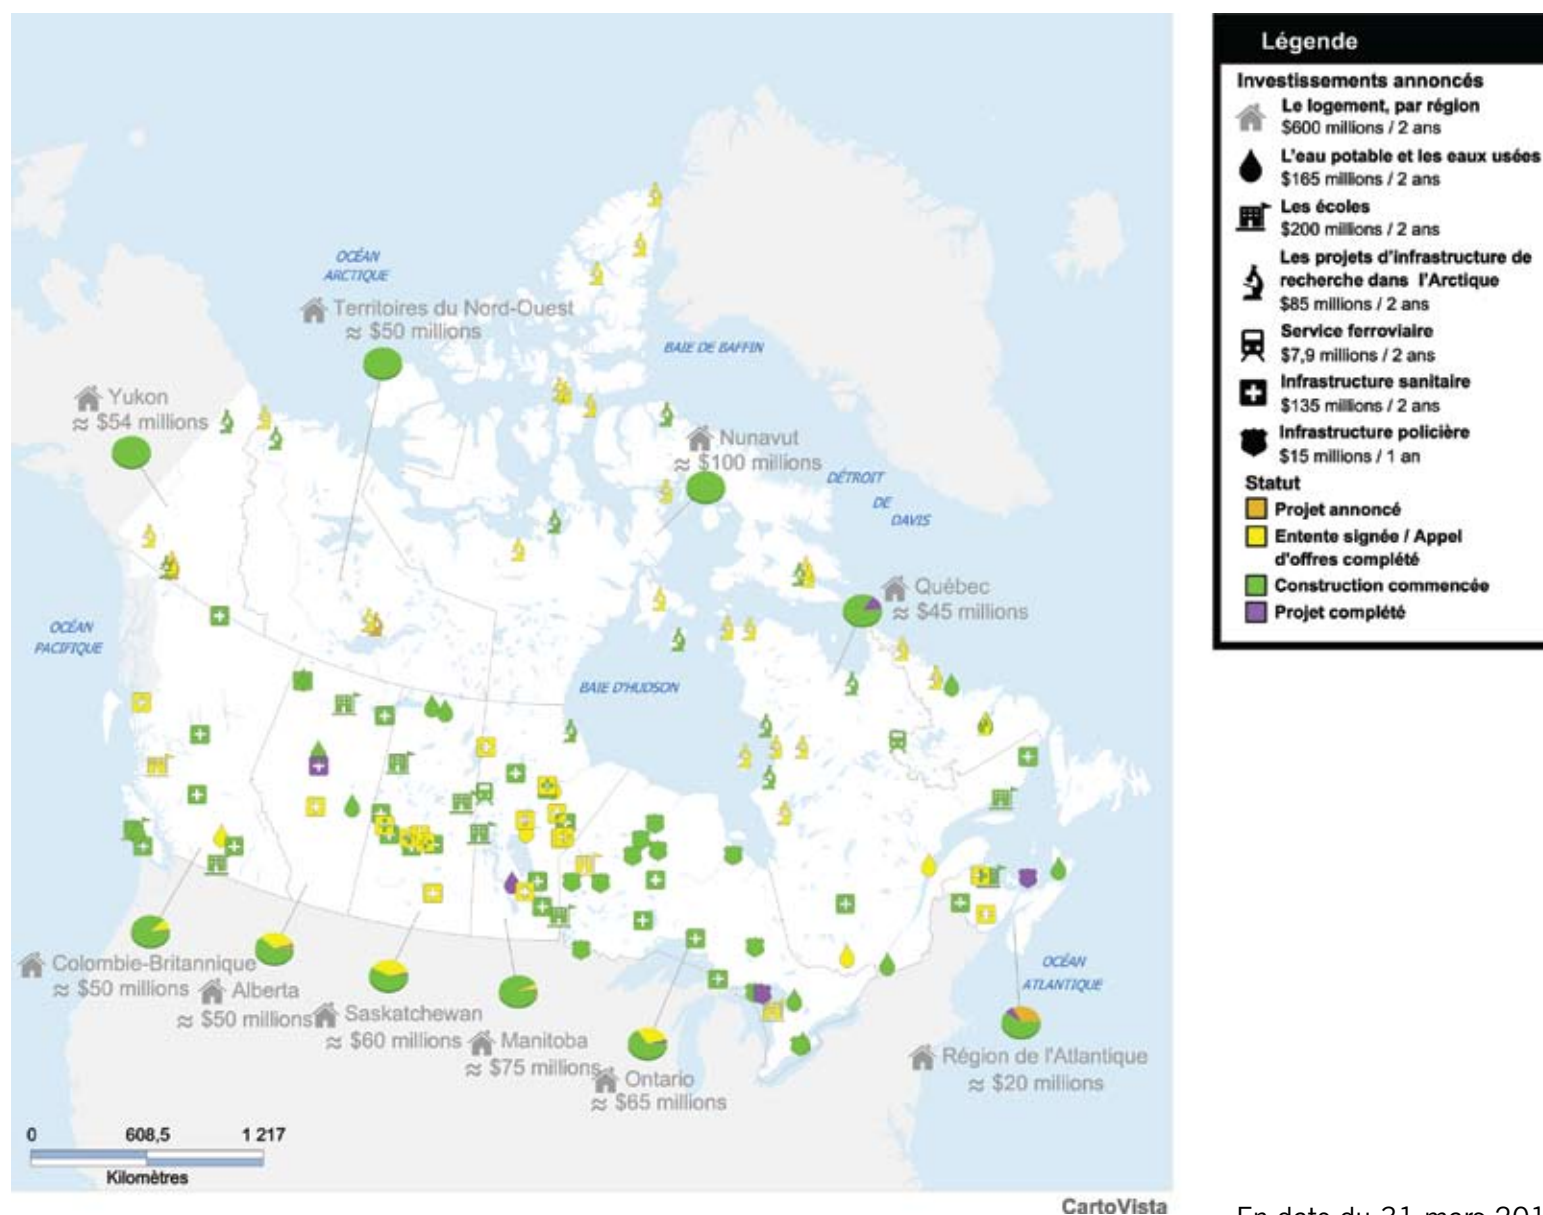 OCÉAN
ARCTIQUE
Territoires du Nord-Ouest
≈ $50 millions
BAIE DE BAFFIN
Yukon
≈ $54 millions
Nunavut
≈ $100 millions
DÉTROIT
DE
DAVIS
Québec
≈ $45 millions
OCÉAN
PACIFIQUE
BAIE D'HUDSON
Colombie-Britannique
≈ $50 millions
Alberta
≈ $50 millions
Saskatchewan
≈ $60 millions
Manitoba
≈ $75 millions
Ontario
≈ $65 millions
OCÉAN
ATLANTIQUE
Région de l'Atlantique
≈ $20 millions
0 608,5 1 217
Kilomètres
CartoVista
Légende
Investissements annoncés
Le logement, par région
$600 millions / 2 ans
L'eau potable et les eaux usées
$165 millions / 2 ans
Les écoles
$200 millions / 2 ans
Les projets d'infrastructure de
recherche dans l'Arctique
$85 millions / 2 ans
Service ferroviaire
$7,9 millions / 2 ans
Infrastructure sanitaire
$135 millions / 2 ans
Infrastructure policière
$15 millions / 1 an
Statut
Projet annoncé
Entente signée / Appel
d'offres complété
Construction commencée
Projet complété
En date du 31 mars